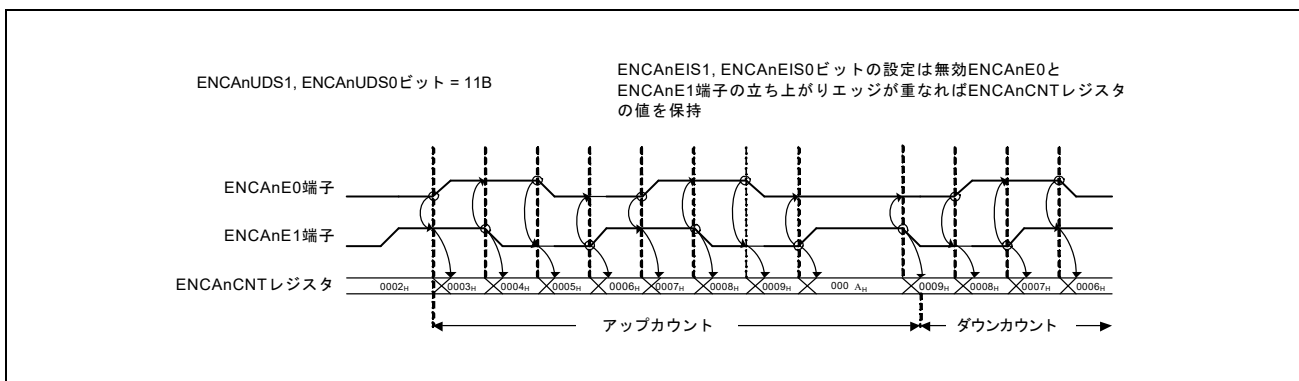 ENCAnUDS1, ENCAnUDS0ビット = 11B
ENCAnEIS1, ENCAnEIS0ビットの設定は無効ENCAnE0と
ENCAnE1端子の立ち上がりエッジが重なればENCAnCNTレジスタ
の値を保持
ENCAnE0端子
ENCAnE1端子
ENCAnCNTレジスタ 0002H 0003H 0004H 0005H 0006H 0007H 0008H 0009H 000 AH 0009H 0008H 0007H 0006H
アップカウント ダウンカウント